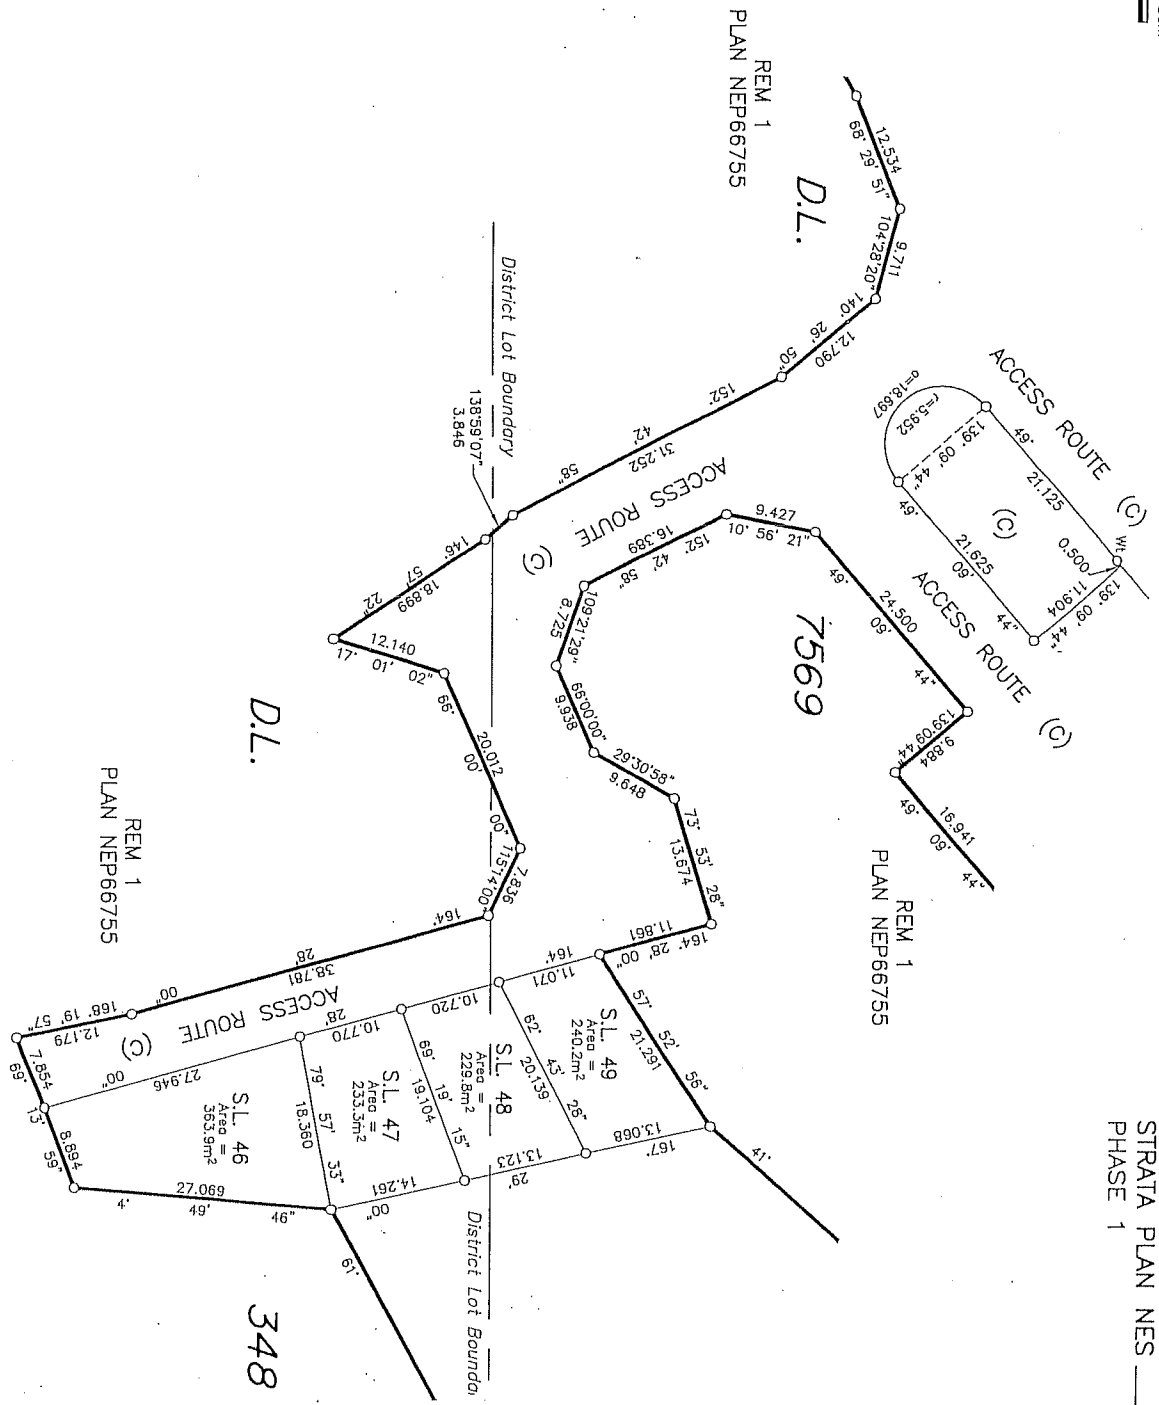 STRATA PLAN NES
PHASE 1
REM 1
PLAN NEP66755
D.L.
12.534
68° 29' 51"
9.711
104°28'20"
140° 26' 50"
12.790
152° 42' 58"
31.252
District Lot Boundary
138°59'07"
3.846
146° 57' 22"
18.899
12.140
17° 01' 02"
66° 00' 00"
20.012
115°14'00"
7.836
164° 28' 00"
38.781
168° 19' 57"
12.179
7.854
69° 13' 59"
8.894
27.069
4° 49' 46"
ACCESS ROUTE (C)
49° 21.125
Wt
0.500
11.904
139° 09' 44"
(C)
a=18.697
r=5.952
139° 09' 44"
49° 09' 44"
21.625
ACCESS ROUTE (C)
ACCESS ROUTE (C)
9.427
10° 56' 21"
152° 42' 58"
16.389
109°21'29"
8.725
66°00'00"
9.938
29°30'58"
9.648
73° 53' 28"
13.674
164° 28' 00"
11.861
7569
24.500
49° 09' 44"
139°09'44"
9.884
16.941
49° 09' 44"
REM 1
PLAN NEP66755
57° 52' 56"
21.291
41°
S.L. 49
Area =
240.2m²
164°
11.071
62° 43' 28"
20.139
13.068
167°
S.L. 48
Area =
229.8m²
10.720
69° 19' 15"
19.104
13.123
29'
S.L. 47
Area =
233.3m²
28'
10.770
79° 57' 33"
18.360
14.261
00"
S.L. 46
Area =
363.9m²
00"
27.946
ACCESS ROUTE (C)
61°
District Lot Bounda
D.L.
348
REM 1
PLAN NEP66755